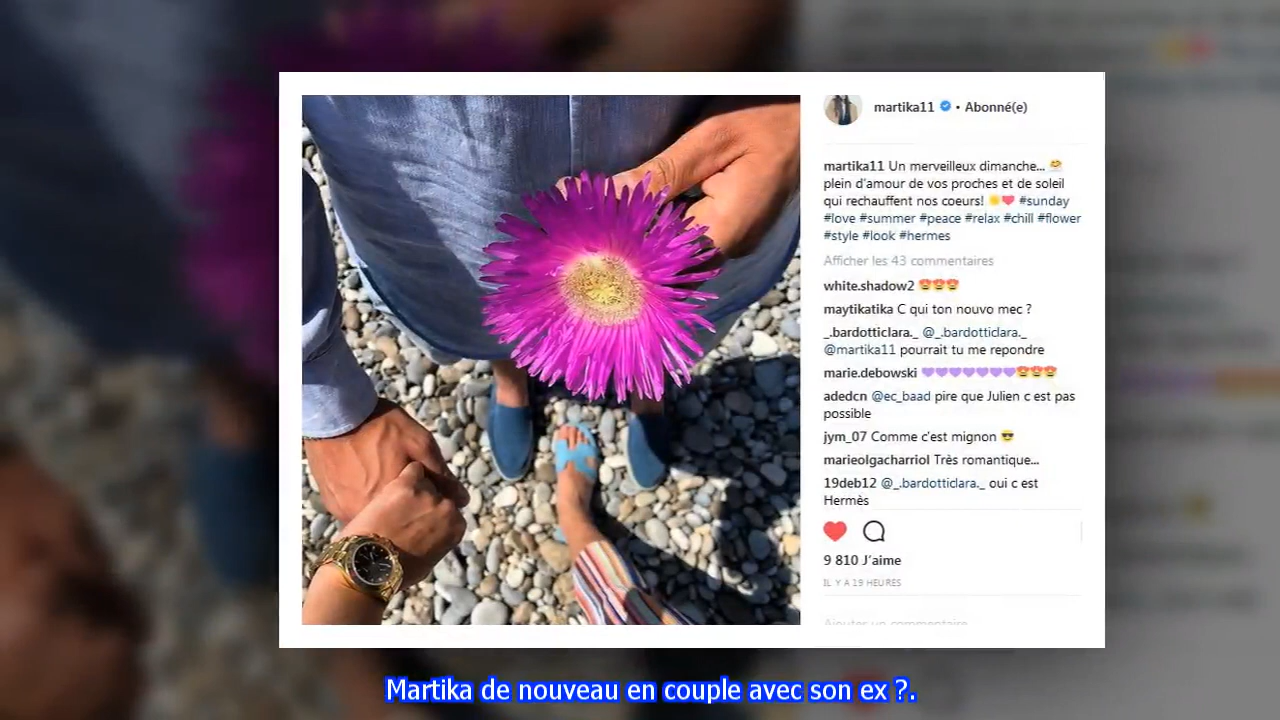 martika11 • Abonné(e)
martika11 Un merveilleux dimanche... 
plein d'amour de vos proches et de soleil
qui rechauffent nos coeurs! ☀️❤️ #sunday
#love #summer #peace #relax #chill #flower
#style #look #hermes
Afficher les 43 commentaires
white.shadow2 😍😍😍
maytikatika C qui ton nouvo mec ?
_.bardotticlara._ @_.bardotticlara._
@martika11 pourrait tu me repondre
marie.debowski 💜💜💜💜💜💜💜😍😍😍
adedcn @ec_baad pire que Julien c est pas
possible
jym_07 Comme c'est mignon 😎
marieolgacharriol Très romantique...
19deb12 @_.bardotticlara._ oui c est
Hermès
9 810 J'aime
IL Y A 19 HEURES
Ajouter un commentaire
Martika de nouveau en couple avec son ex ?.